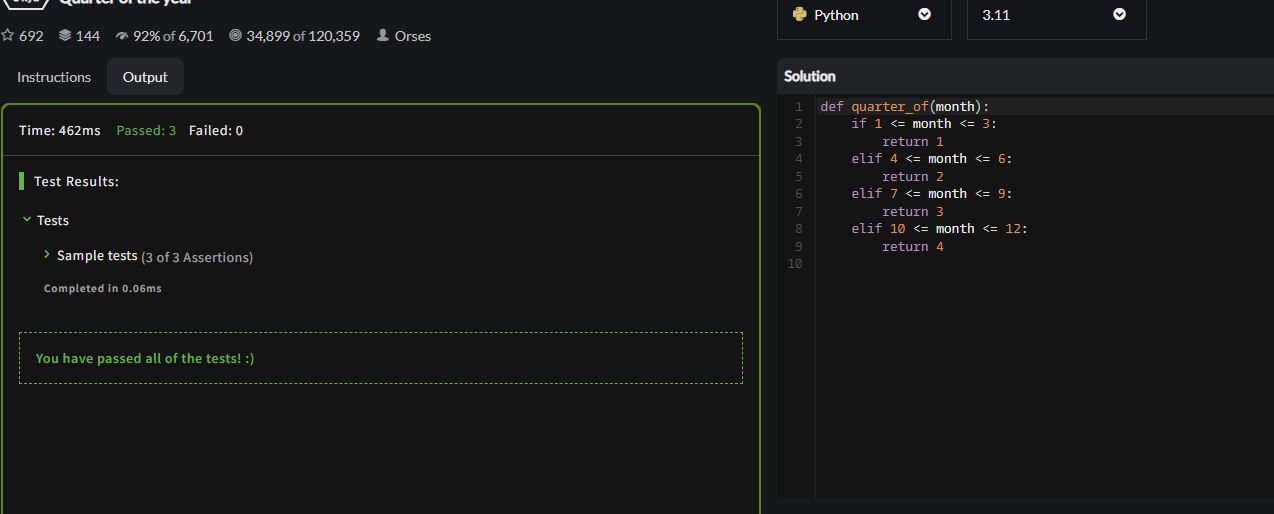 Quarter of the year
692 144 92% of 6,701 34,899 of 120,359 Orses
Python
3.11
Instructions Output
Time: 462ms Passed: 3 Failed: 0
Test Results:
Tests
Sample tests (3 of 3 Assertions)
Completed in 0.06ms
You have passed all of the tests! :)
Solution
1 def quarter_of(month):
2     if 1 <= month <= 3:
3         return 1
4     elif 4 <= month <= 6:
5         return 2
6     elif 7 <= month <= 9:
7         return 3
8     elif 10 <= month <= 12:
9         return 4
10